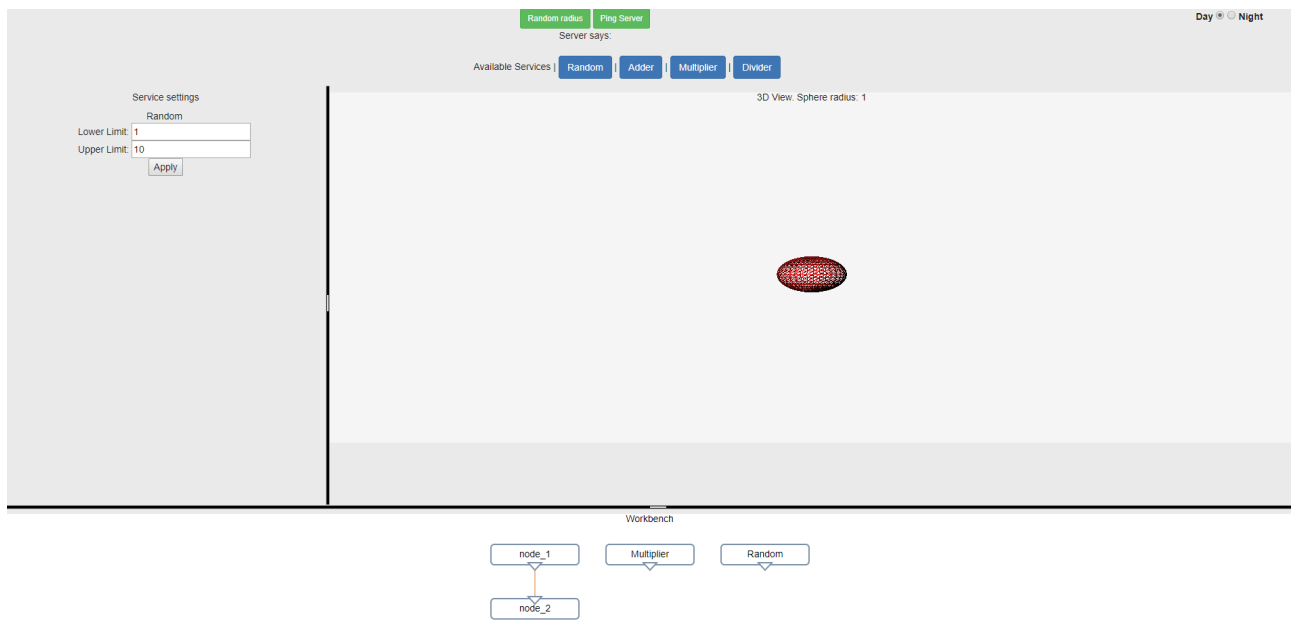 Random radius Ping Server Day Night
Server says:
Available Services | Random | Adder | Multiplier | Divider
Service settings
Random
Lower Limit: 1
Upper Limit: 10
Apply
3D View. Sphere radius: 1
Workbench
node_1 Multiplier Random
node_2